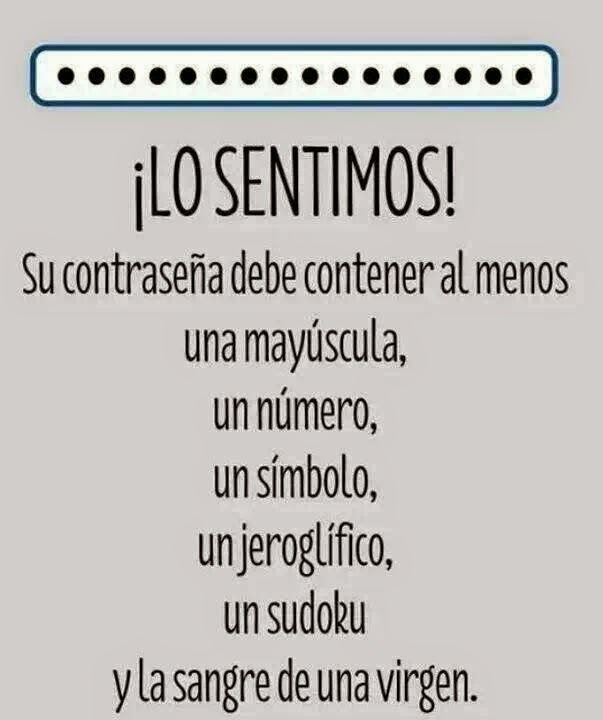 ¡LO SENTIMOS!
Su contraseña debe contener al menos
una mayúscula,
un número,
un símbolo,
un jeroglífico,
un sudoku
y la sangre de una virgen.